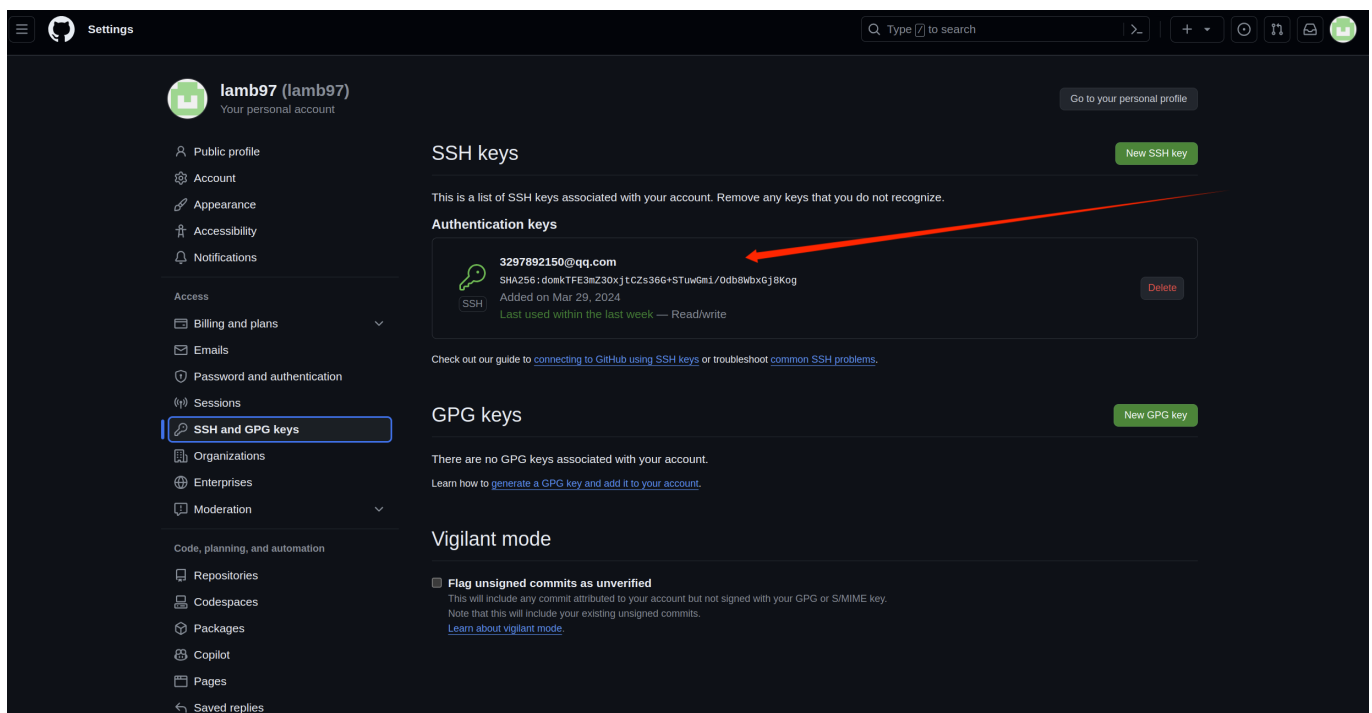 Settings
Type / to search
lamb97 (lamb97)
Your personal account
Go to your personal profile
Public profile
Account
Appearance
Accessibility
Notifications
Access
Billing and plans
Emails
Password and authentication
Sessions
SSH and GPG keys
Organizations
Enterprises
Moderation
Code, planning, and automation
Repositories
Codespaces
Packages
Copilot
Pages
Saved replies
SSH keys
New SSH key
This is a list of SSH keys associated with your account. Remove any keys that you do not recognize.
Authentication keys
3297892150@qq.com
SHA256:domkTFE3mZ3OxjtCZs36G+STuwGmi/Odb8WbxGj8Kog
SSH
Added on Mar 29, 2024
Last used within the last week — Read/write
Delete
Check out our guide to connecting to GitHub using SSH keys or troubleshoot common SSH problems.
GPG keys
New GPG key
There are no GPG keys associated with your account.
Learn how to generate a GPG key and add it to your account.
Vigilant mode
Flag unsigned commits as unverified
This will include any commit attributed to your account but not signed with your GPG or S/MIME key.
Note that this will include your existing unsigned commits.
Learn about vigilant mode.